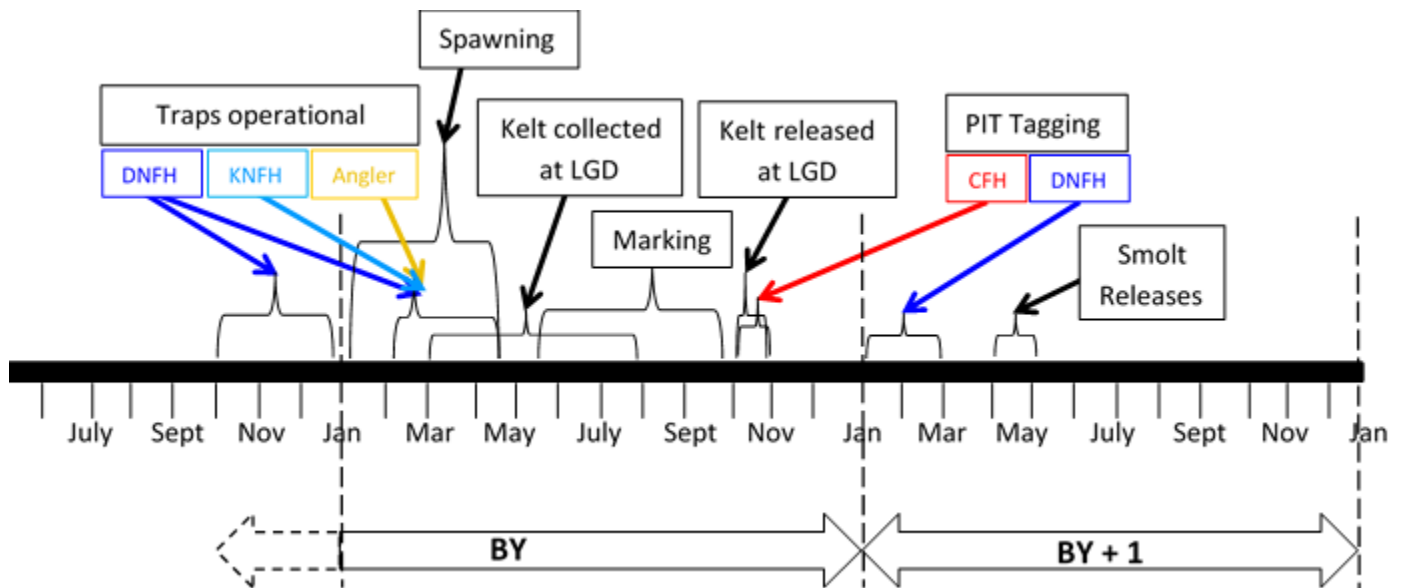 Spawning
Traps operational
DNFH KNFH Angler
Kelt collected
at LGD
Kelt released
at LGD
PIT Tagging
CFH DNFH
Marking
Smolt
Releases
July Sept Nov Jan Mar May July Sept Nov Jan Mar May July Sept Nov Jan
BY BY + 1